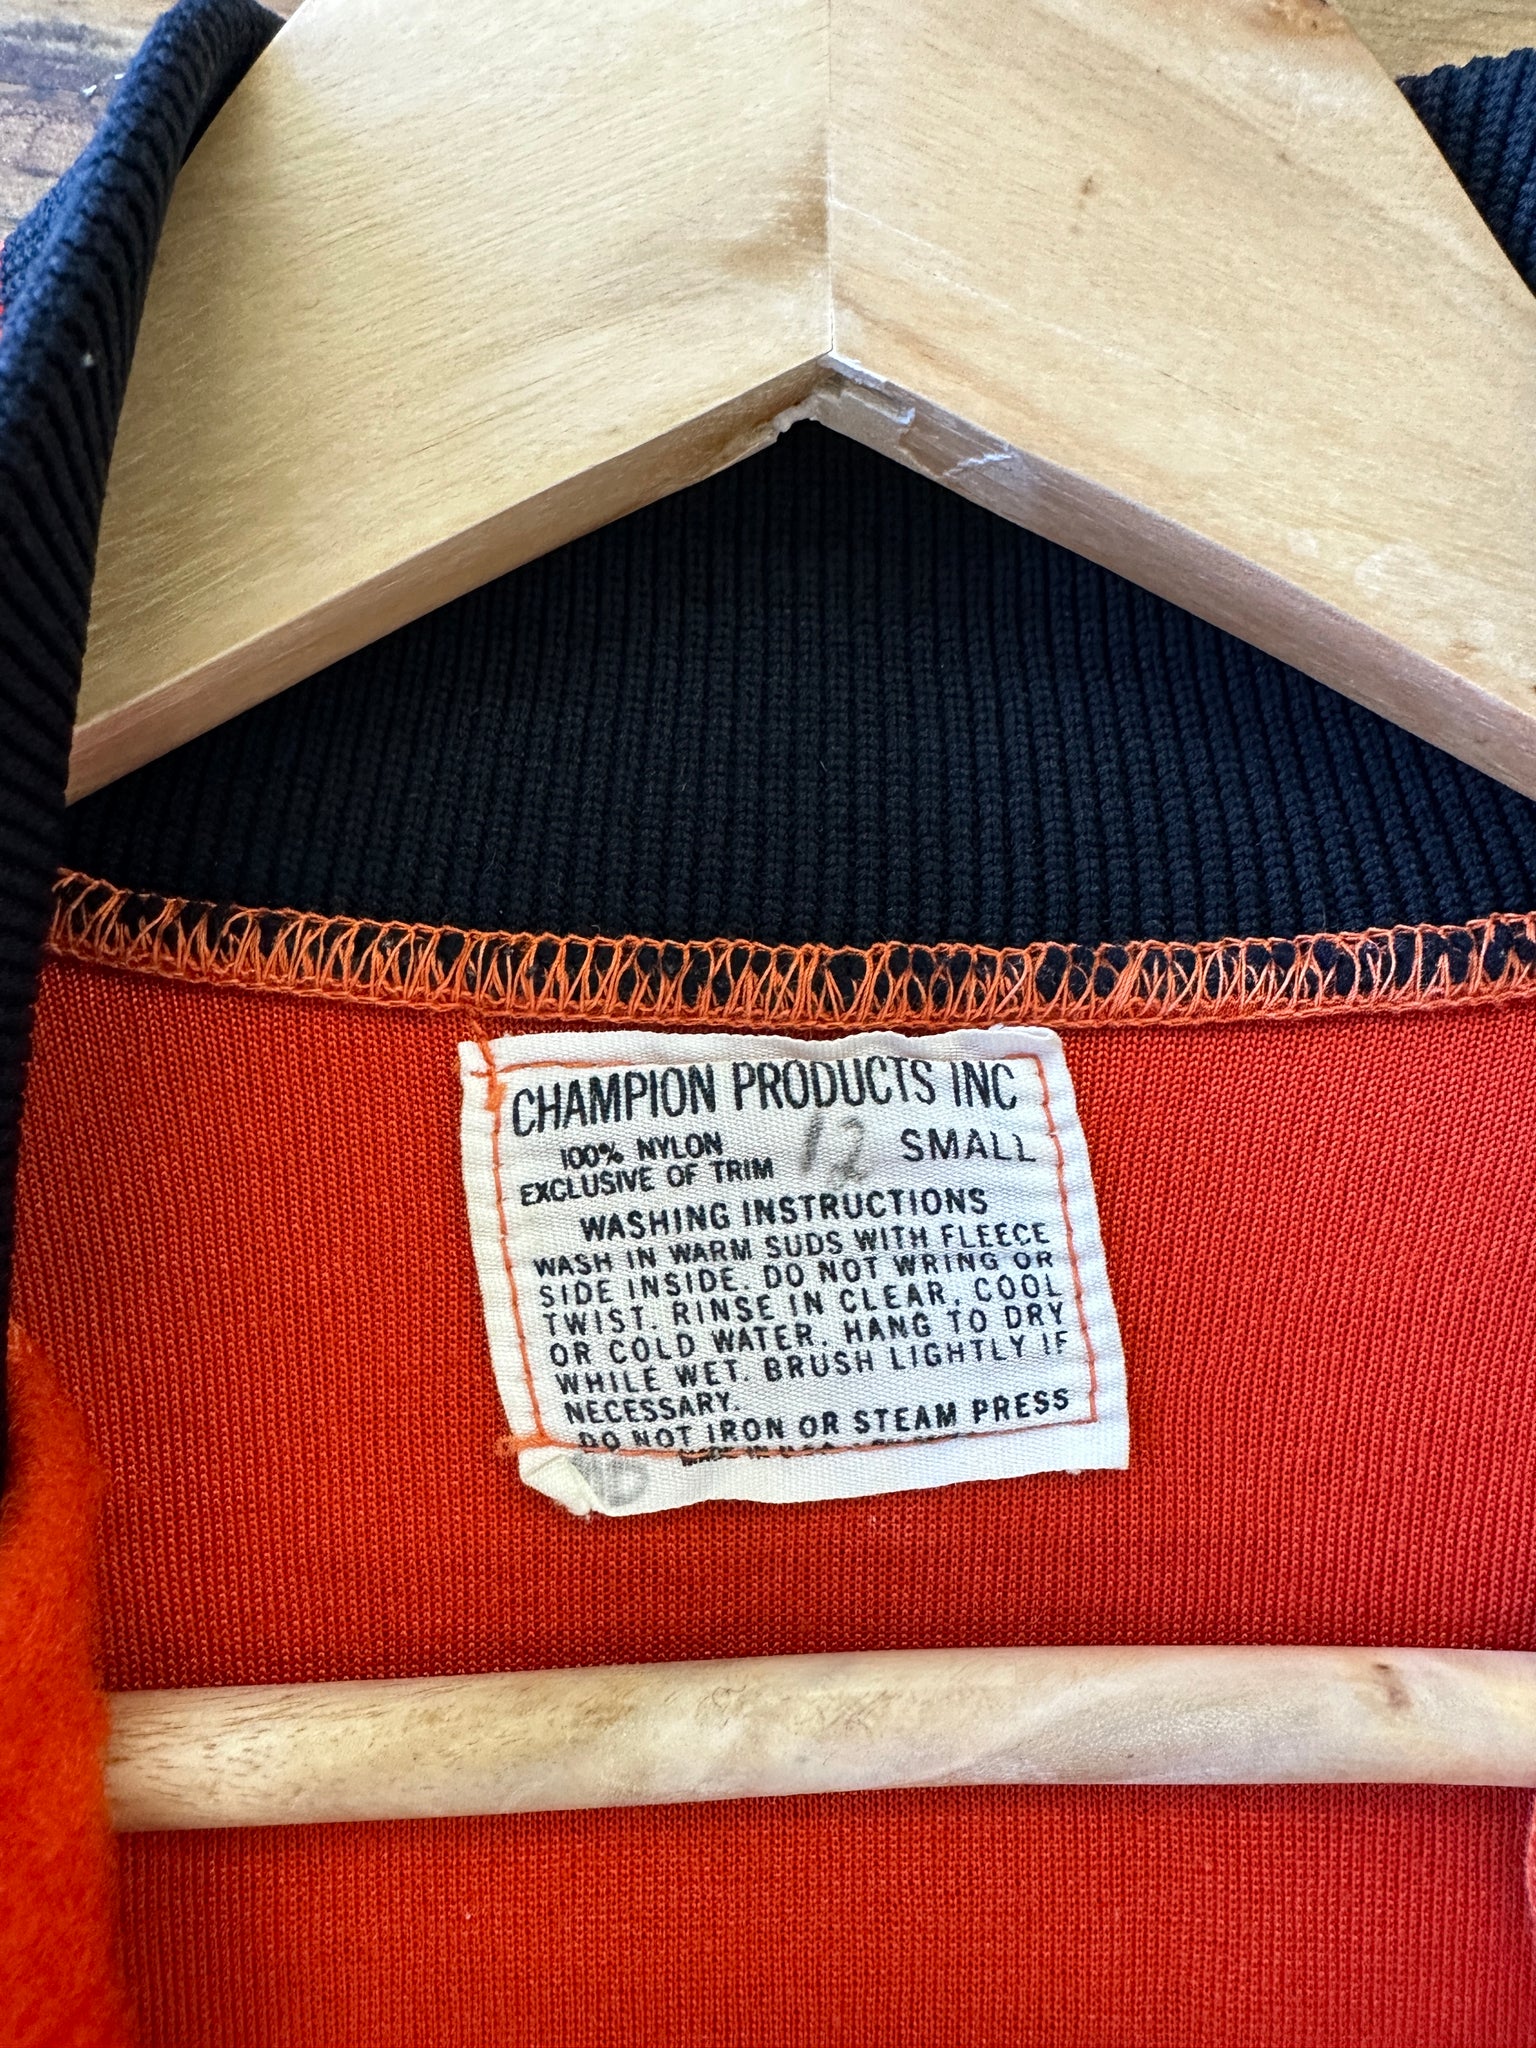 CHAMPION PRODUCTS INC
100% NYLON 12 SMALL
EXCLUSIVE OF TRIM
WASHING INSTRUCTIONS
WASH IN WARM SUDS WITH FLEECE
SIDE INSIDE. DO NOT WRING OR
TWIST. RINSE IN CLEAR, COOL
OR COLD WATER. HANG TO DRY
WHILE WET. BRUSH LIGHTLY IF
NECESSARY.
DO NOT IRON OR STEAM PRESS
MADE IN U.S.A.